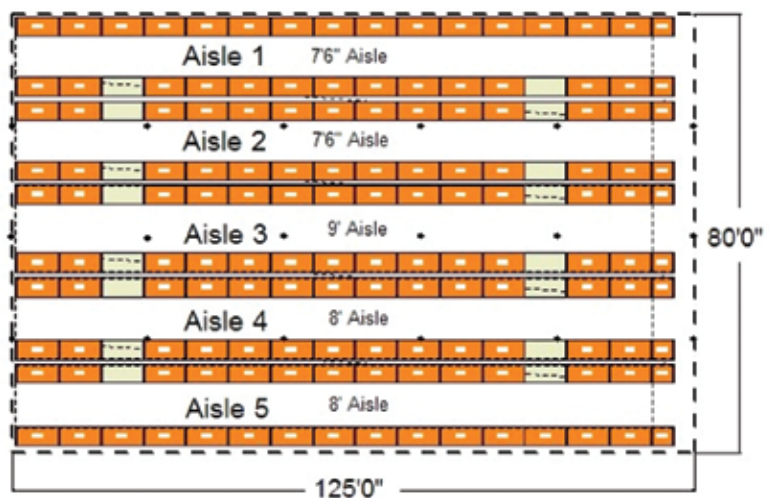 Aisle 1 7'6" Aisle
Aisle 2 7'6" Aisle
Aisle 3 9' Aisle
80'0"
Aisle 4 8' Aisle
Aisle 5 8' Aisle
125'0"